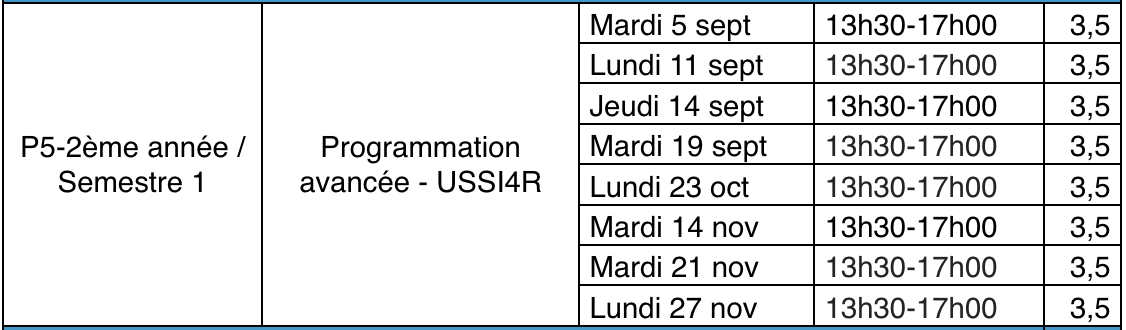 P5-2ème année /
Semestre 1
Programmation
avancée - USSI4R
Mardi 5 sept 13h30-17h00 3,5
Lundi 11 sept 13h30-17h00 3,5
Jeudi 14 sept 13h30-17h00 3,5
Mardi 19 sept 13h30-17h00 3,5
Lundi 23 oct 13h30-17h00 3,5
Mardi 14 nov 13h30-17h00 3,5
Mardi 21 nov 13h30-17h00 3,5
Lundi 27 nov 13h30-17h00 3,5